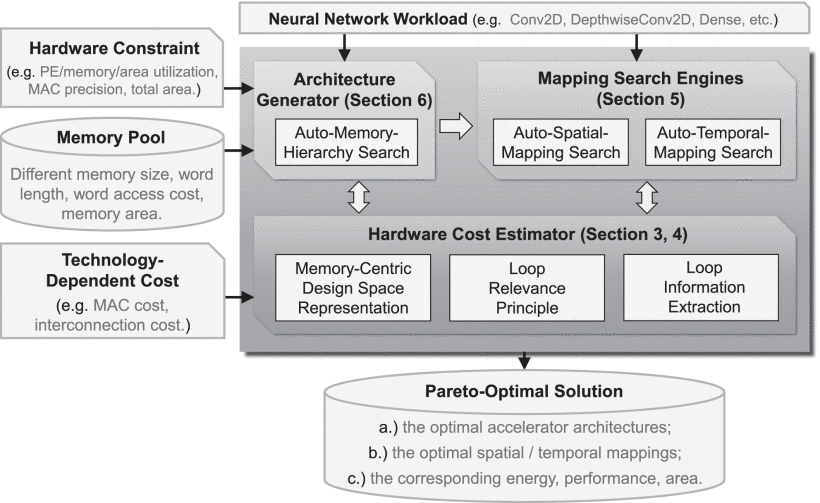 Neural Network Workload (e.g. Conv2D, DepthwiseConv2D, Dense, etc.)
Hardware Constraint
(e.g. PE/memory/area utilization,
MAC precision, total area.)
Memory Pool
Different memory size, word
length, word access cost,
memory area.
Technology-
Dependent Cost
(e.g. MAC cost,
interconnection cost.)
Architecture
Generator (Section 6)
Auto-Memory-
Hierarchy Search
Mapping Search Engines
(Section 5)
Auto-Spatial-
Mapping Search
Auto-Temporal-
Mapping Search
Hardware Cost Estimator (Section 3, 4)
Memory-Centric
Design Space
Representation
Loop
Relevance
Principle
Loop
Information
Extraction
Pareto-Optimal Solution
a.) the optimal accelerator architectures;
b.) the optimal spatial / temporal mappings;
c.) the corresponding energy, performance, area.